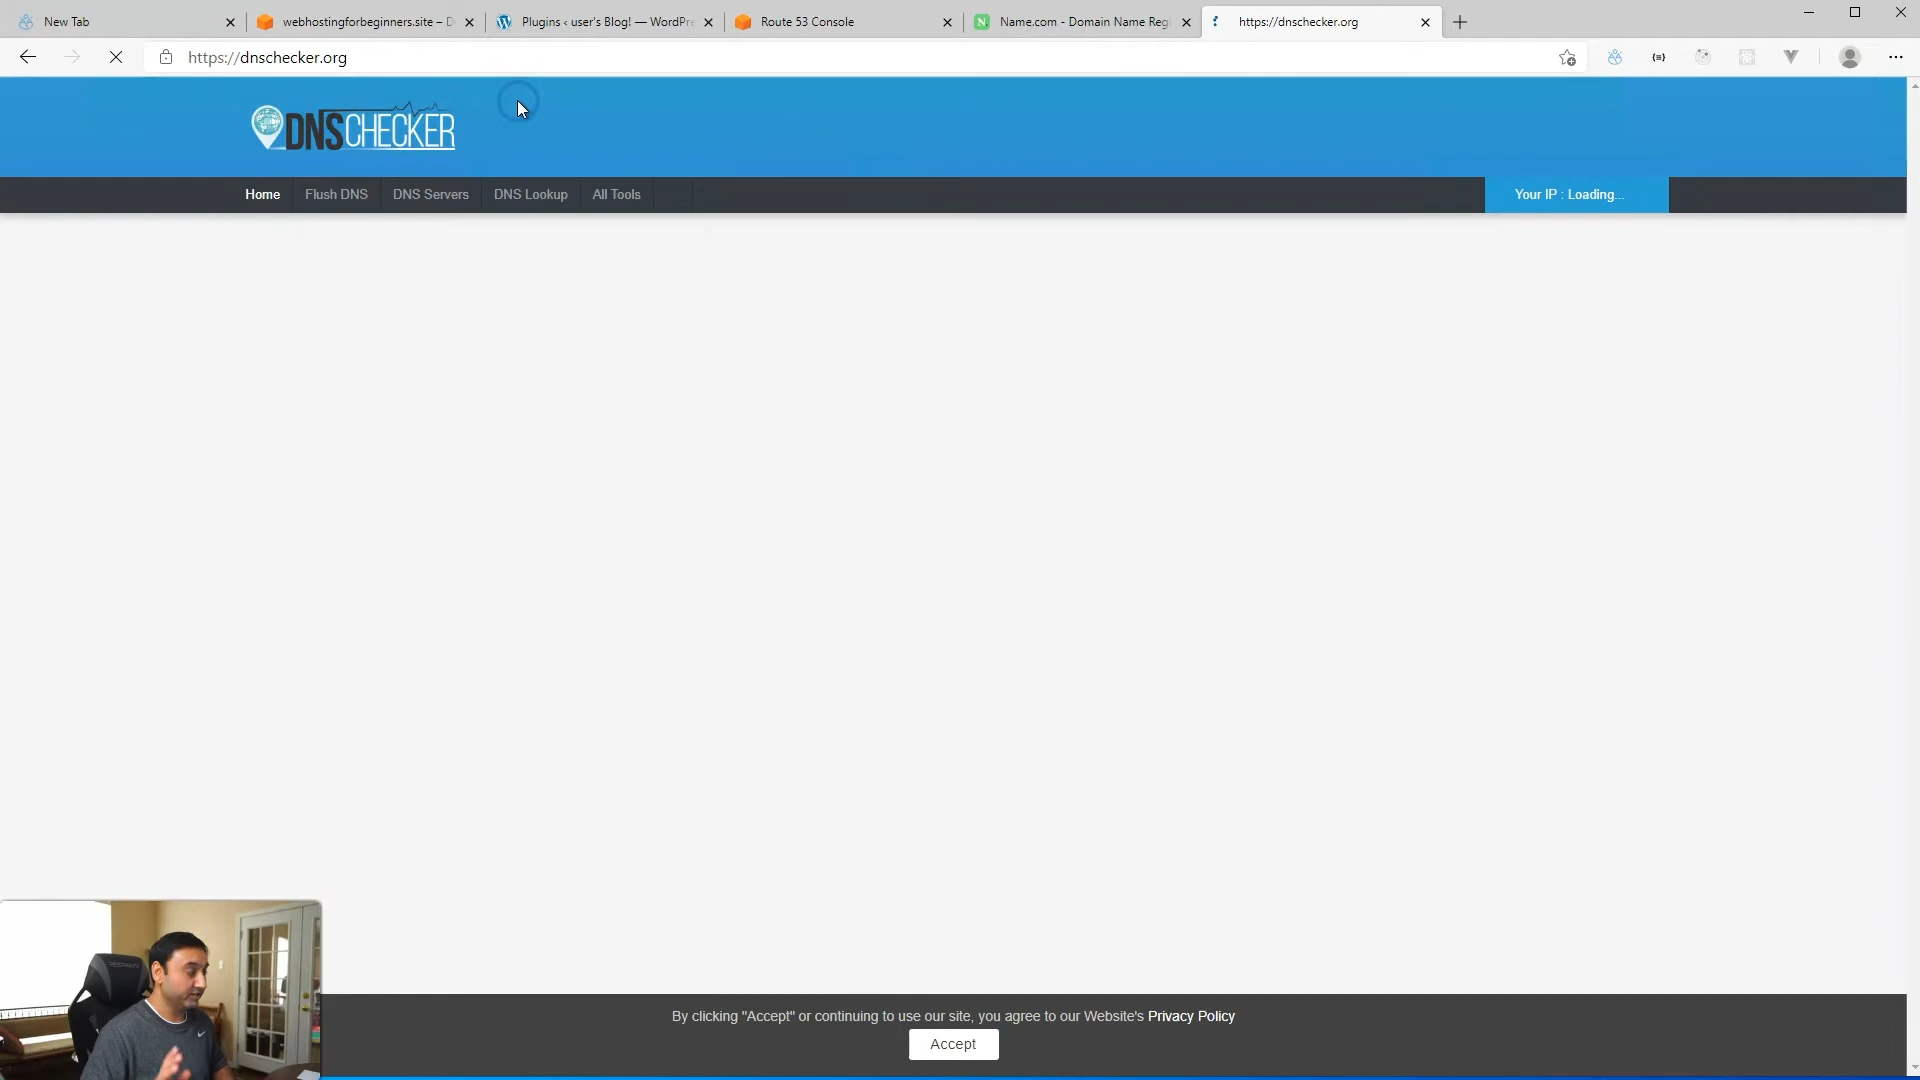 New Tab
webhostingforbeginners.site – D
Plugins ‹ user's Blog! — WordPre
Route 53 Console
Name.com - Domain Name Regi
https://dnschecker.org
https://dnschecker.org
DNSCHECKER
Home
Flush DNS
DNS Servers
DNS Lookup
All Tools
Your IP : Loading...
By clicking "Accept" or continuing to use our site, you agree to our Website's Privacy Policy
Accept